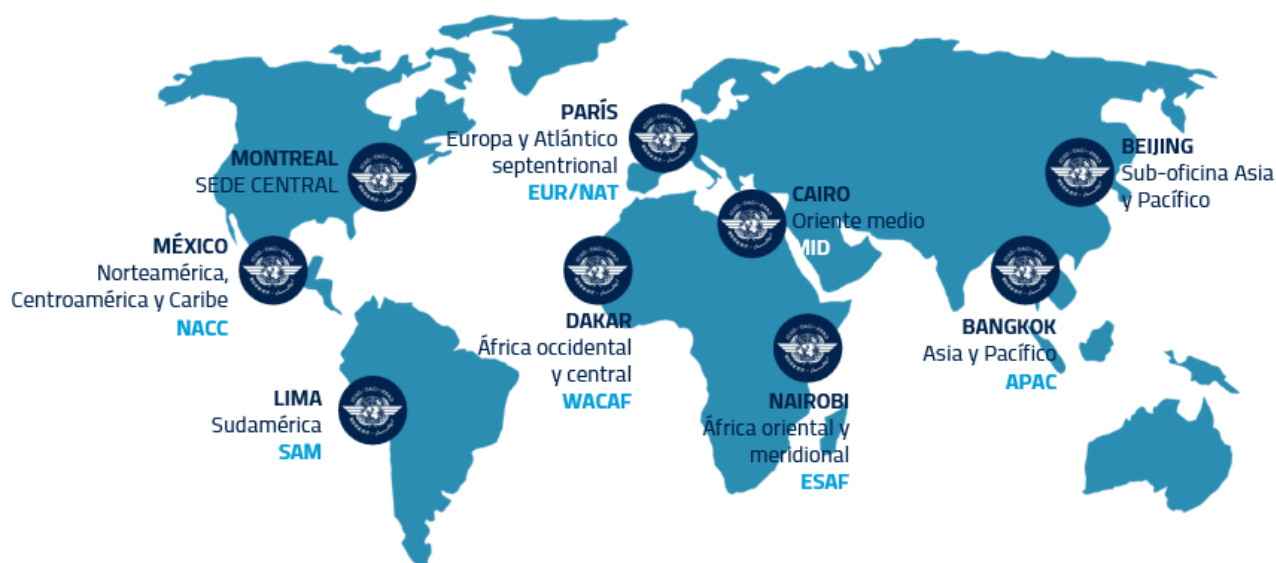 MONTREAL
SEDE CENTRAL
MÉXICO
Norteamérica,
Centroamérica y Caribe
NACC
LIMA
Sudamérica
SAM
PARÍS
Europa y Atlántico
septentrional
EUR/NAT
CAIRO
Oriente medio
MID
DAKAR
África occidental
y central
WACAF
NAIROBI
África oriental y
meridional
ESAF
BEIJING
Sub-oficina Asia
y Pacífico
BANGKOK
Asia y Pacífico
APAC